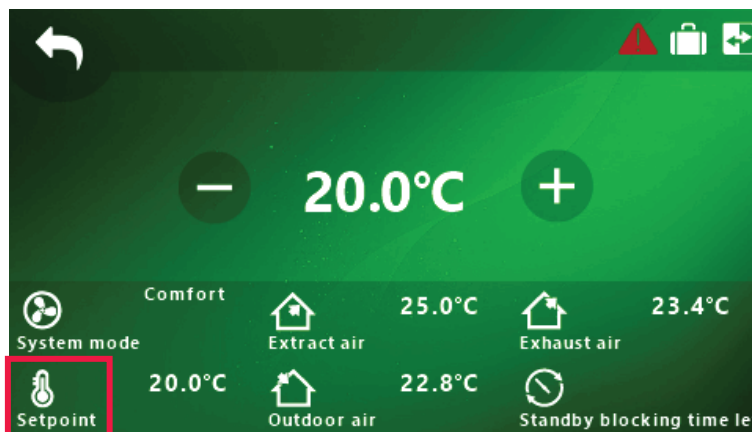 20.0°C
Comfort
System mode
25.0°C
Extract air
23.4°C
Exhaust air
20.0°C
Setpoint
22.8°C
Outdoor air
Standby blocking time le